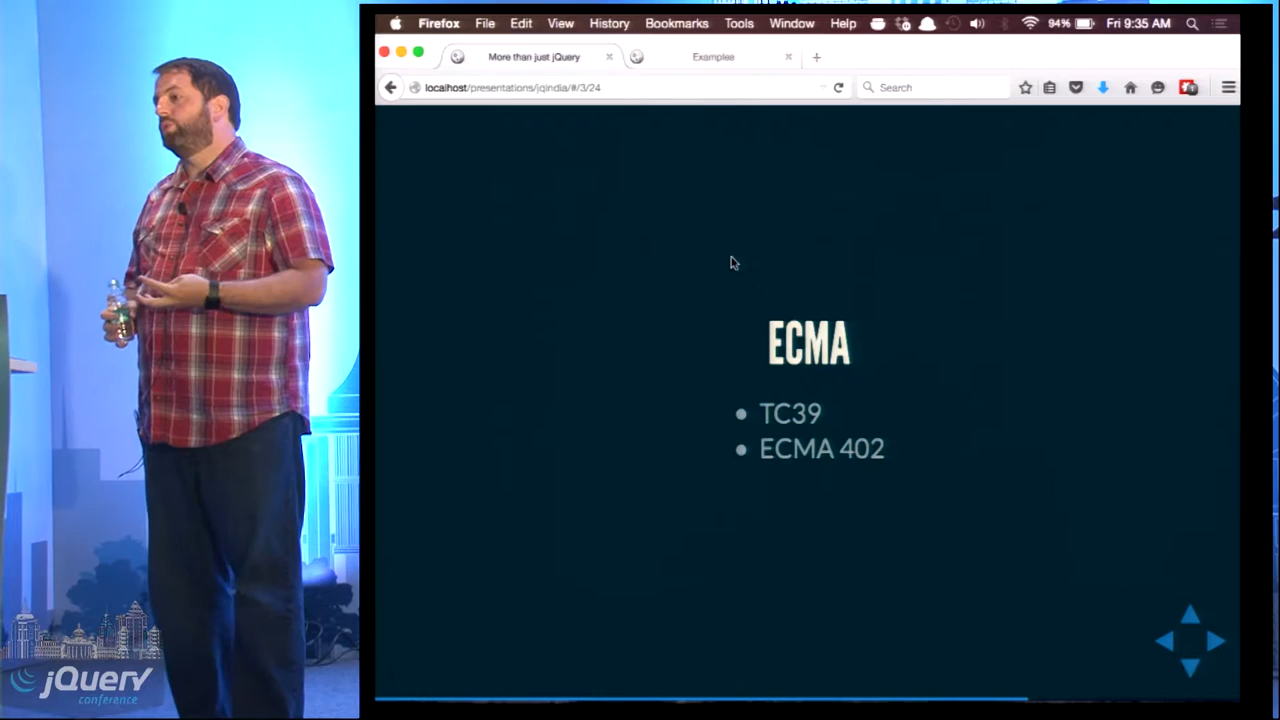 Firefox File Edit View History Bookmarks Tools Window Help 94% Fri 9:35 AM
More than just jQuery Examples
localhost/presentations/jqindia/#/3/24 Search
ECMA
TC39
ECMA 402
jQuery
conference